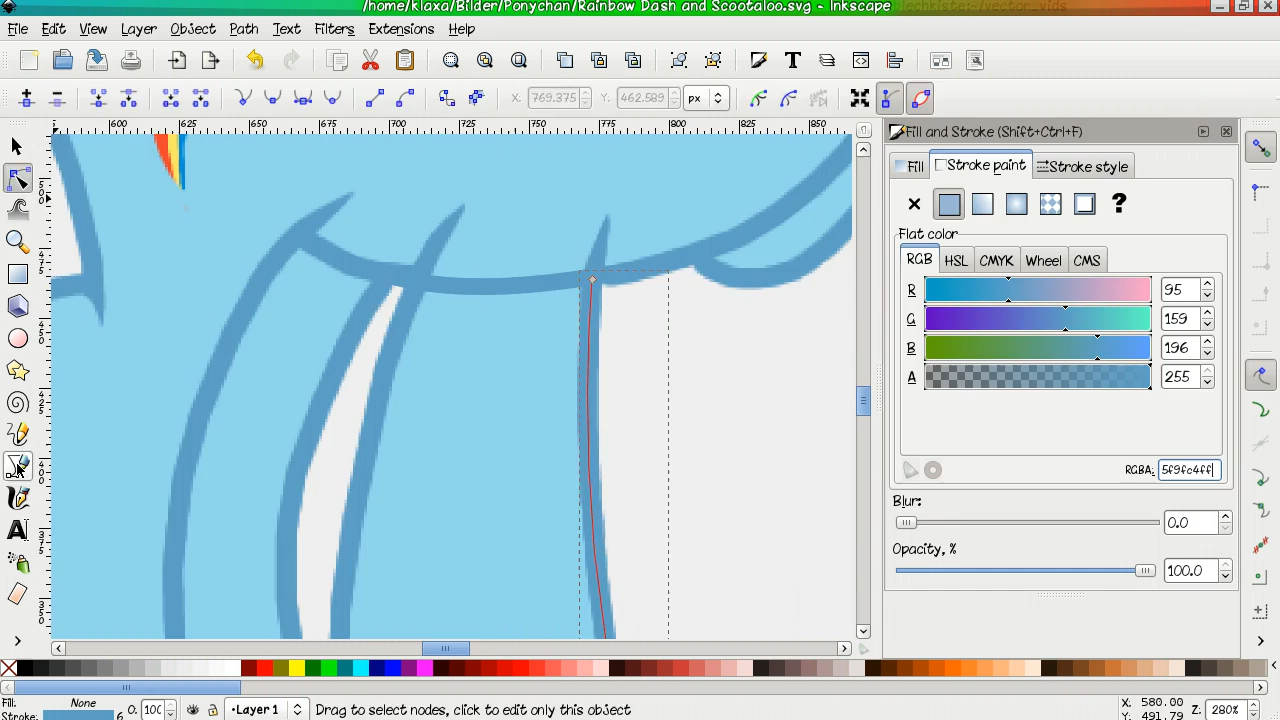 /home/klaxa/Bilder/Ponychan/Rainbow Dash and Scootaloo.svg - Inkscape
File Edit View Layer Object Path Text Filters Extensions Help
X: 769.375 Y: 462.589 px
600 625 650 675 700 725 750 775 800 825 850
Fill and Stroke (Shift+Ctrl+F)
Fill Stroke paint Stroke style
?
Flat color
RGB HSL CMYK Wheel CMS
R 95
G 159
B 196
A 255
RGBA: 5f9fc4ff
Blur:
0.0
Opacity, %
100.0
Fill: None
Stroke: 6
O: 100
Layer 1
Drag to select nodes, click to edit only this object
X: 580.00
Y: 491.72
Z: 280%